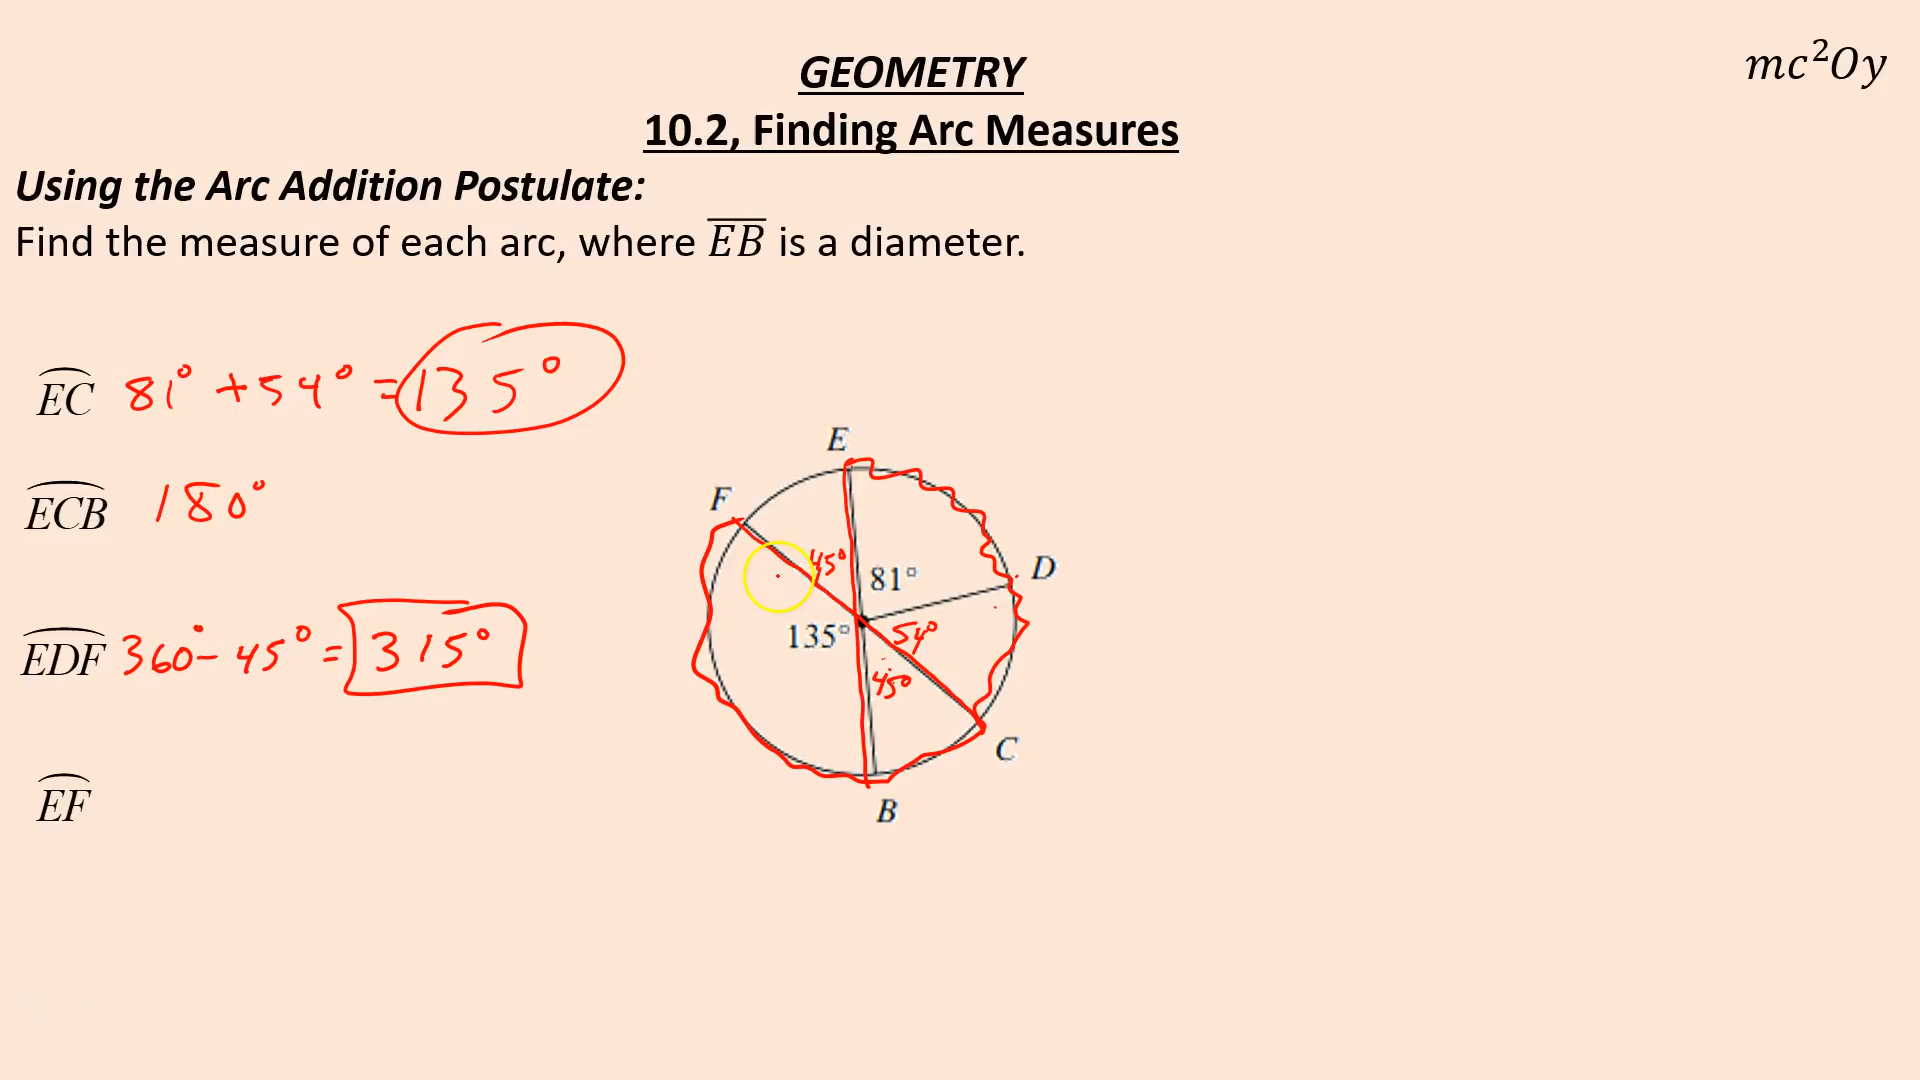 mc²Oy
GEOMETRY
10.2, Finding Arc Measures
Using the Arc Addition Postulate:
Find the measure of each arc, where EB is a diameter.
EC 81° + 54° = 135°
ECB 180°
EDF 360° - 45° = 315°
EF
E
F
D
45°
81°
135°
54°
45°
C
B